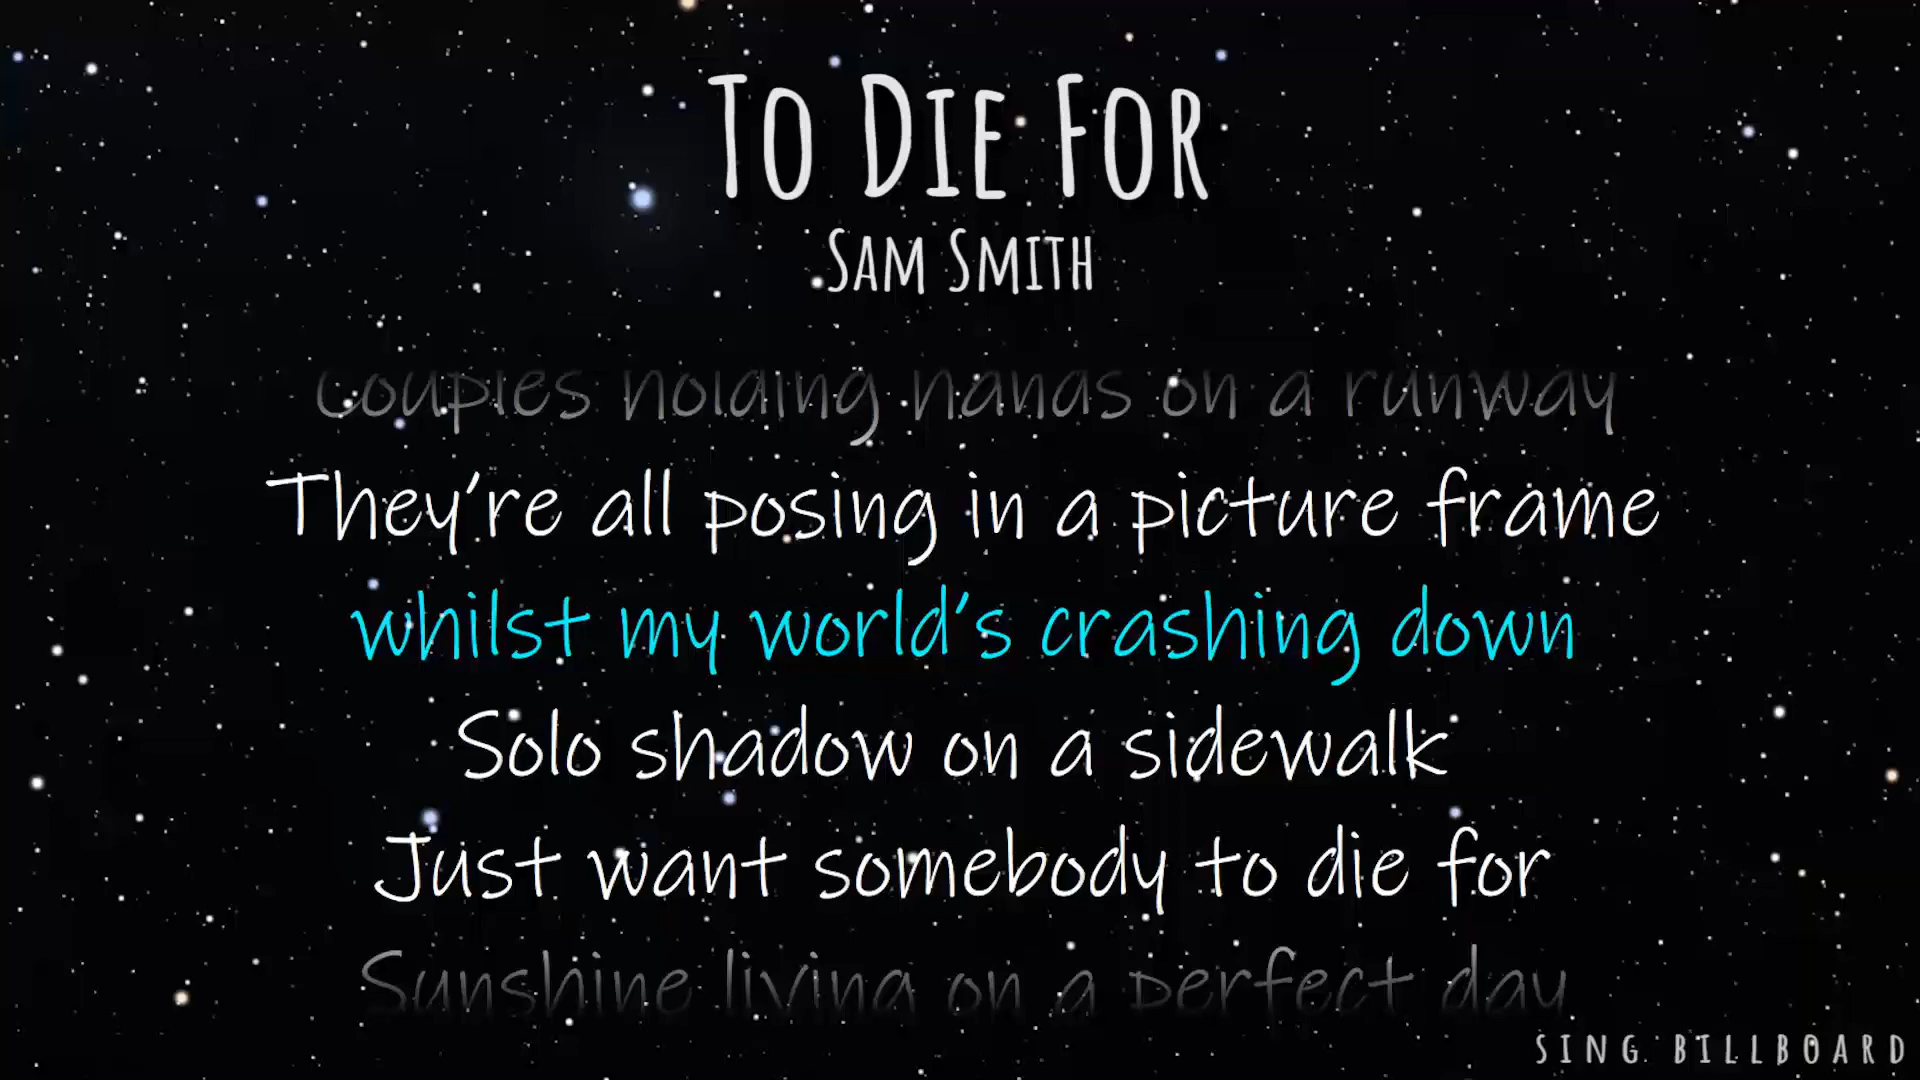 To Die For
Sam Smith
Couples holding hands on a runway
They're all posing in a picture frame
whilst my world's crashing down
Solo shadow on a sidewalk
Just want somebody to die for
Sunshine living on a perfect day
SING BILLBOARD